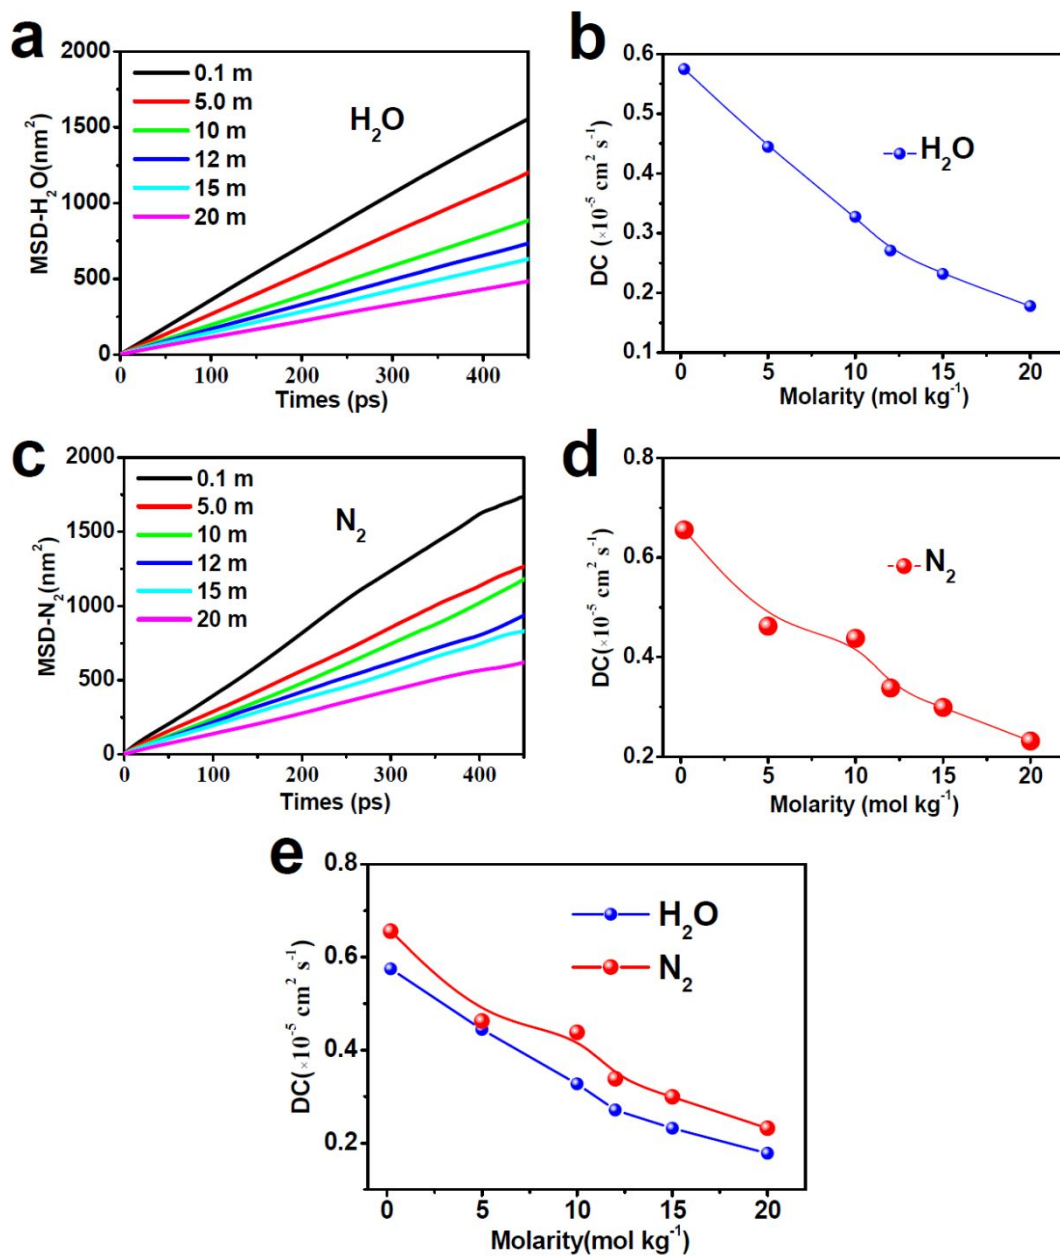 a
2000
1500
1000
500
0
MSD-H₂O(nm²)
0.1 m
5.0 m
10 m
12 m
15 m
20 m
H₂O
0 100 200 300 400
Times (ps)
b
0.6
0.5
0.4
0.3
0.2
0.1
DC (×10⁻⁵ cm² s⁻¹)
H₂O
0 5 10 15 20
Molarity (mol kg⁻¹)
c
2000
1500
1000
500
0
MSD-N₂(nm²)
0.1 m
5.0 m
10 m
12 m
15 m
20 m
N₂
0 100 200 300 400
Times (ps)
d
0.8
0.6
0.4
0.2
DC(×10⁻⁵ cm² s⁻¹)
N₂
0 5 10 15 20
Molarity (mol kg⁻¹)
e
0.8
0.6
0.4
0.2
DC(×10⁻⁵ cm² s⁻¹)
H₂O
N₂
0 5 10 15 20
Molarity(mol kg⁻¹)